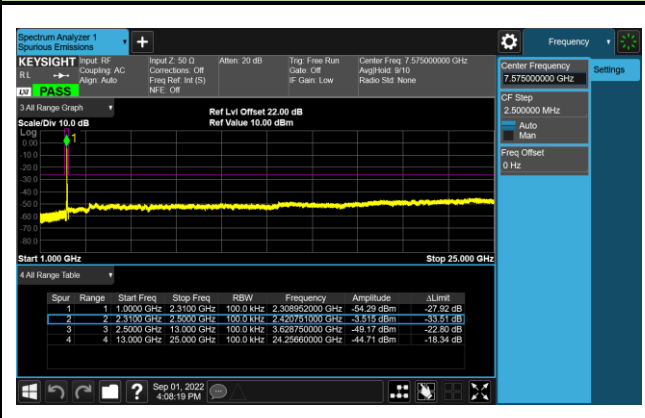 Spectrum Analyzer 1
Spurious Emissions
Frequency
KEYSIGHT Input: RF Input Z: 50 Ω Atten: 20 dB Trig: Free Run Center Freq: 7.575000000 GHz
RL Coupling: AC Corrections: Off Gate: Off Avg|Hold: 9/10
Align: Auto Freq Ref: Int (S) IF Gain: Low Radio Std: None
NFE: Off
LXI PASS
Center Frequency
7.575000000 GHz
Settings
CF Step
2.500000 MHz
Auto
Man
Freq Offset
0 Hz
3 All Range Graph
Ref Lvl Offset 22.00 dB
Scale/Div 10.0 dB Ref Value 10.00 dBm
Log
1
0.00
-10.0
-20.0
-30.0
-40.0
-50.0
-60.0
-70.0
-80.0
Start 1.000 GHz Stop 25.000 GHz
4 All Range Table
Spur Range Start Freq Stop Freq RBW Frequency Amplitude ΔLimit
1 1 1.0000 GHz 2.3100 GHz 100.0 kHz 2.308952000 GHz -54.29 dBm -27.92 dB
2 2 2.3100 GHz 2.5000 GHz 100.0 kHz 2.420751000 GHz -3.515 dBm -33.51 dB
3 3 2.5000 GHz 13.000 GHz 100.0 kHz 3.628750000 GHz -49.17 dBm -22.80 dB
4 4 13.000 GHz 25.000 GHz 100.0 kHz 24.25660000 GHz -44.71 dBm -18.34 dB
? Sep 01, 2022
4:08:19 PM